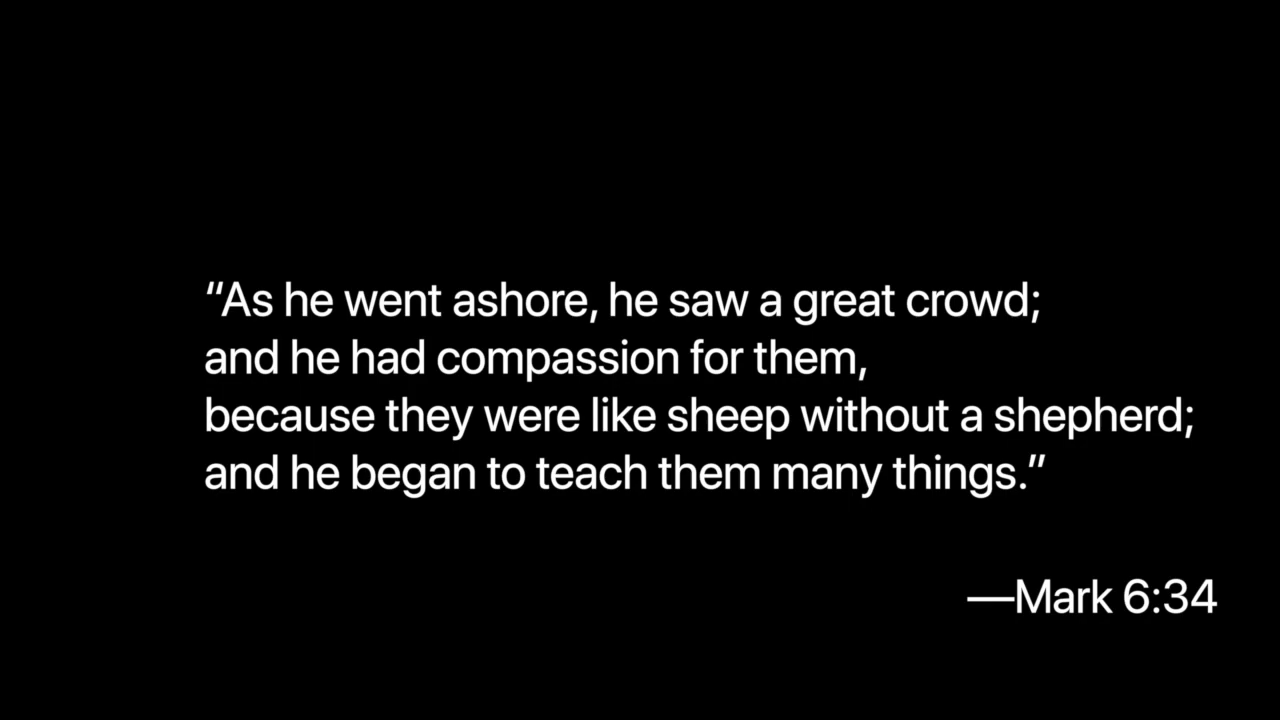 “As he went ashore, he saw a great crowd;
and he had compassion for them,
because they were like sheep without a shepherd;
and he began to teach them many things.”
—Mark 6:34